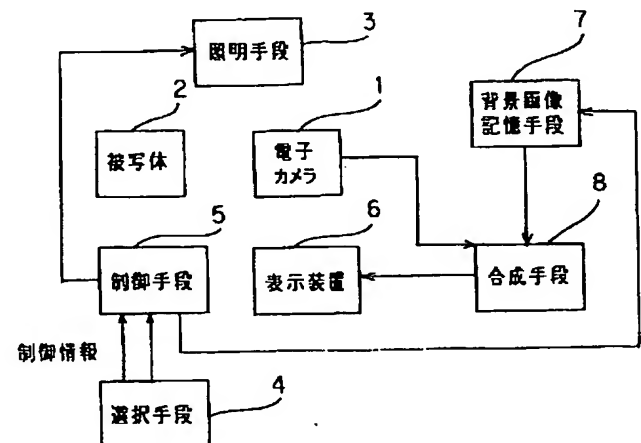 3
照明手段
7
2
1
背景画像
記憶手段
被写体
電子
カメラ
5
6
8
制御手段
表示装置
合成手段
制御情報
選択手段
4